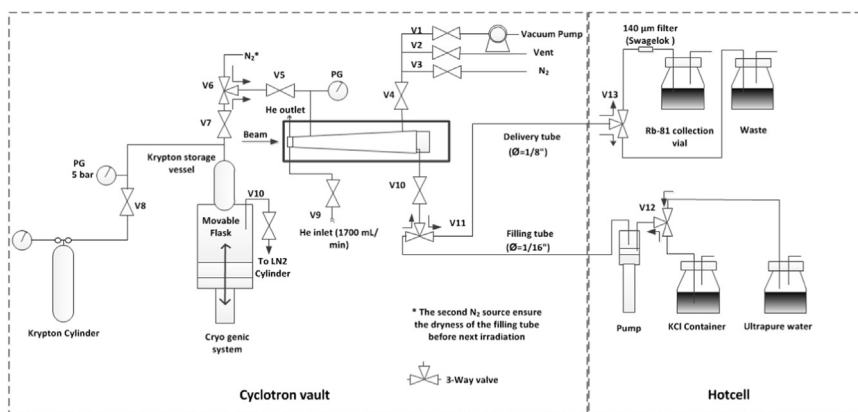 V1
Vacuum Pump
V2
Vent
V3
N₂
N₂*
V5
PG
V6
V4
He outlet
V7
Beam
Krypton storage
vessel
PG
5 bar
V8
V10
Movable
Flask
V9
He inlet (1700 mL/
min)
To LN2
Cylinder
V10
V11
Krypton Cylinder
Cryo genic
system
* The second N₂ source ensure
the dryness of the filling tube
before next irradiation
3-Way valve
Cyclotron vault
Delivery tube
(Ø=1/8")
Filling tube
(Ø=1/16")
140 µm filter
(Swagelok )
V13
Rb-81 collection
vial
Waste
V12
Pump
KCl Container
Ultrapure water
Hotcell